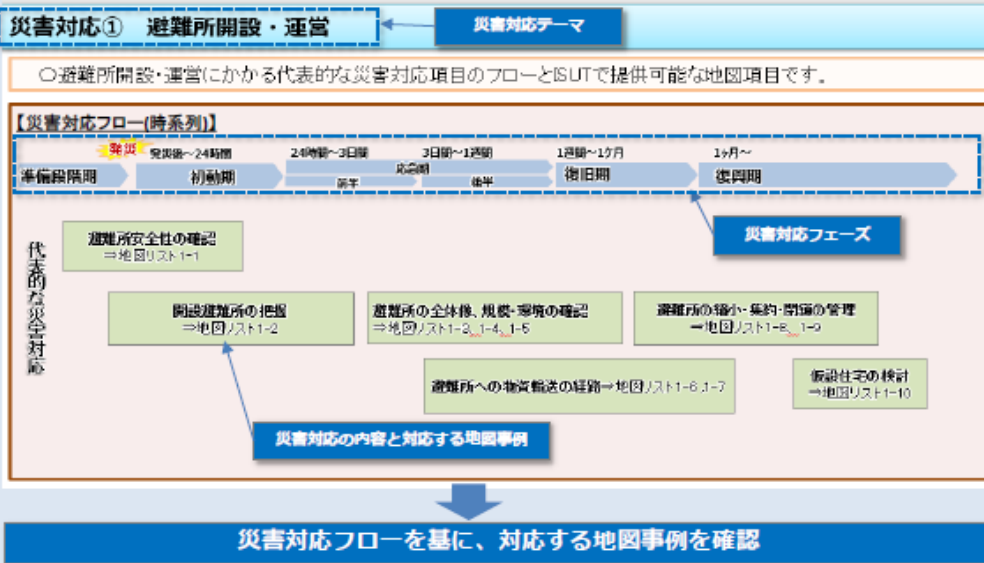 災害対応① 避難所開設・運営
災害対応テーマ
○避難所開設・運営にかかる代表的な災害対応項目のフローとISUTで提供可能な地図項目です。
【災害対応フロー(時系列)】
発災
発災後～24時間
24時間～3日間
3日間～1週間
1週間～1ケ月
1ヶ月～
準備段階期
初動期
応急期
前半
後半
復旧期
復興期
災害対応フェーズ
代表的な災害対応
避難所安全性の確認
⇒地図リスト1-1
開設避難所の把握
⇒地図リスト1-2
避難所の全体像、規模・環境の確認
⇒地図リスト1-3、1-4、1-5
避難所の縮小・集約・閉鎖の管理
⇒地図リスト1-8、1-9
避難所への物資輸送の経路⇒地図リスト1-6,1-7
仮設住宅の検討
⇒地図リスト1-10
災害対応の内容と対応する地図事例
災害対応フローを基に、対応する地図事例を確認